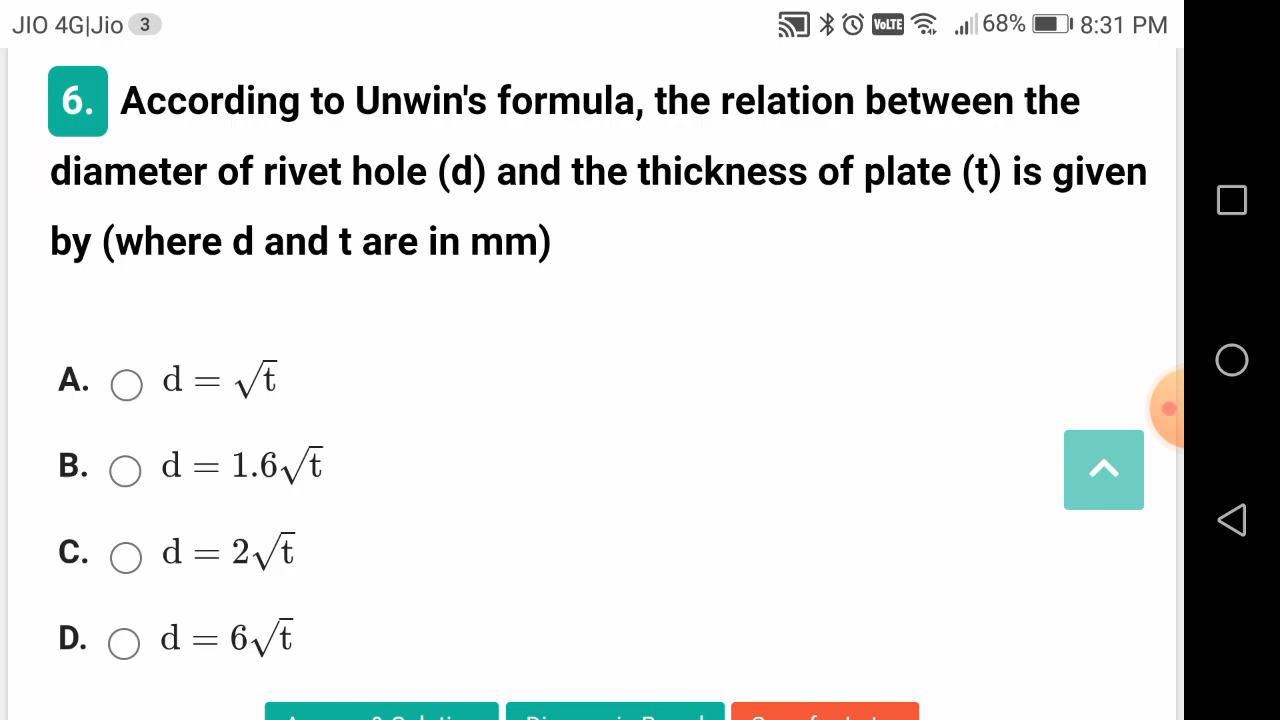 JIO 4G|Jio 3 VoLTE 68% 8:31 PM
6. According to Unwin's formula, the relation between the
diameter of rivet hole (d) and the thickness of plate (t) is given
by (where d and t are in mm)
A. d = √t
B. d = 1.6√t
C. d = 2√t
D. d = 6√t